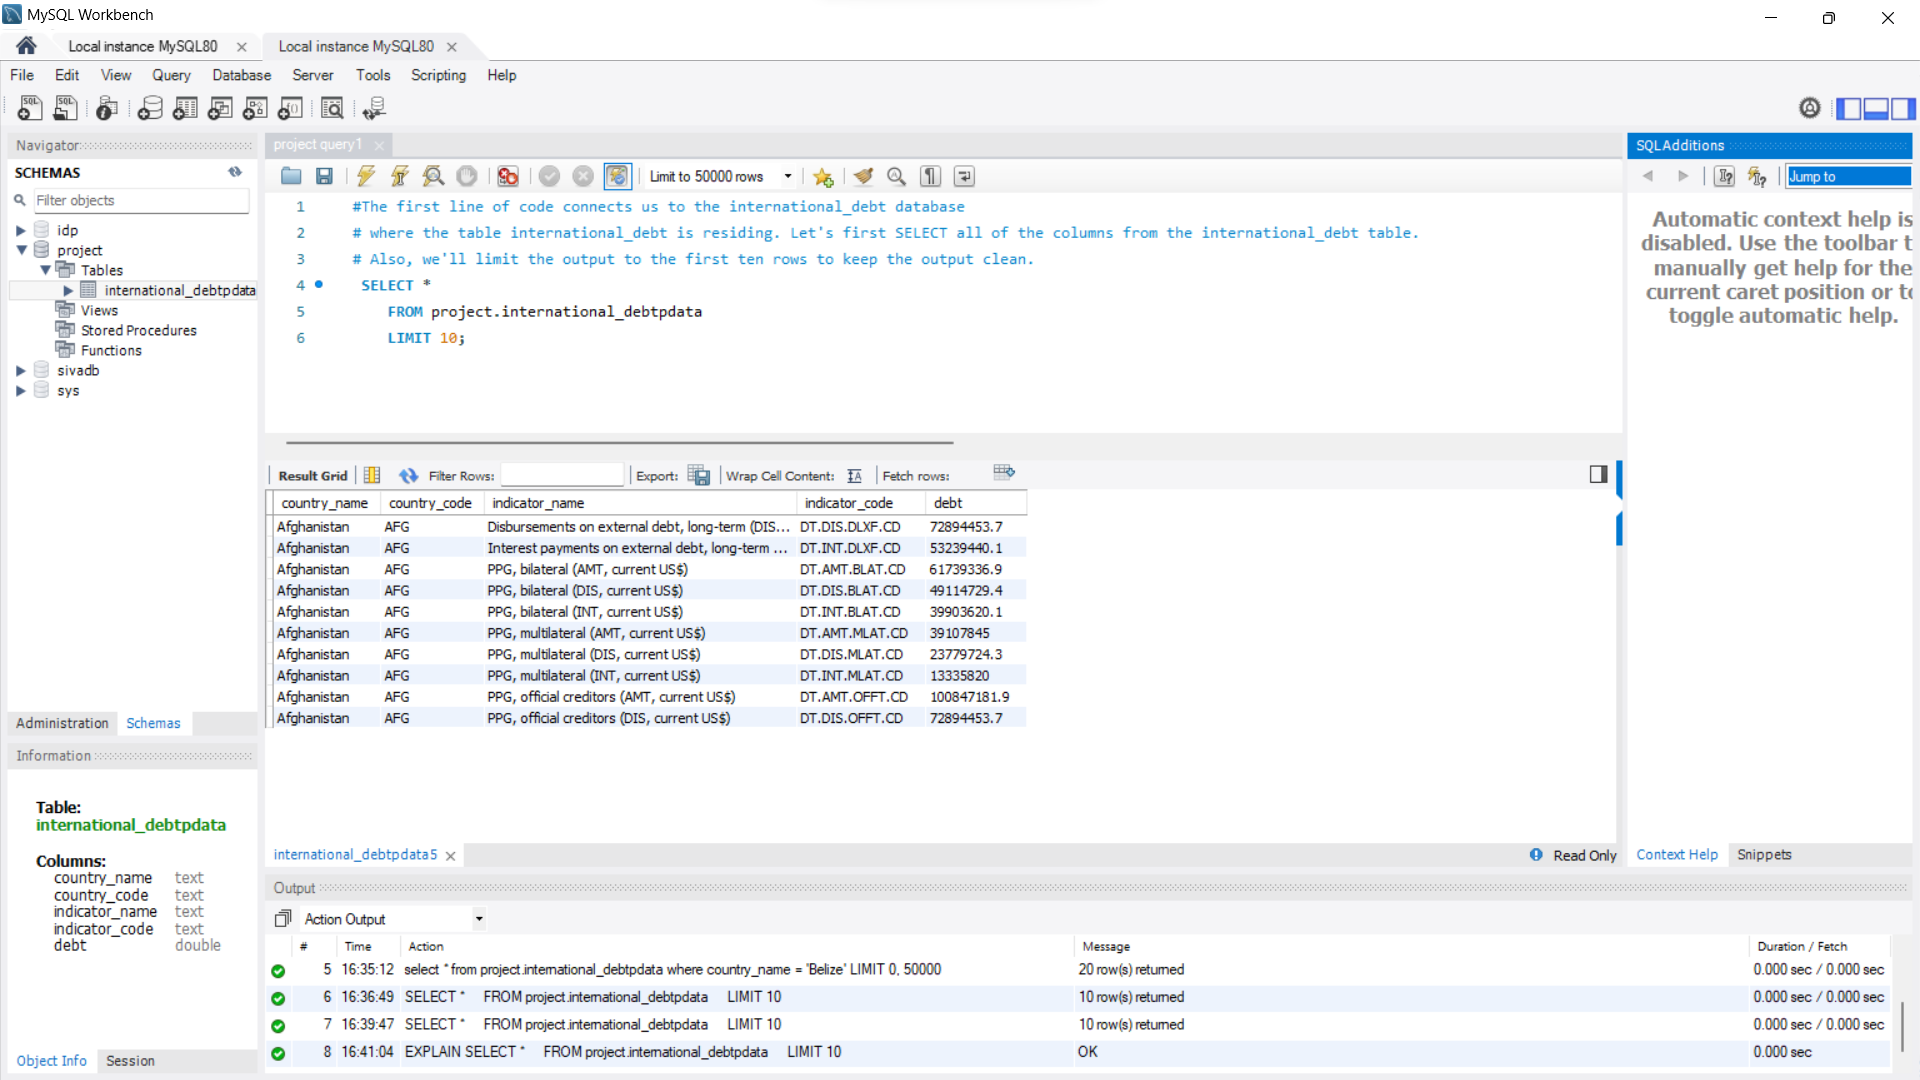 MySQL Workbench
Local instance MySQL80
Local instance MySQL80
File Edit View Query Database Server Tools Scripting Help
Navigator
SCHEMAS
Filter objects
idp
project
Tables
international_debtpdata
Views
Stored Procedures
Functions
sivadb
sys
Administration Schemas
Information
Table:
international_debtpdata
Columns:
country_name text
country_code text
indicator_name text
indicator_code text
debt double
Object Info Session
project query1
Limit to 50000 rows
1 #The first line of code connects us to the international_debt database
2 # where the table international_debt is residing. Let's first SELECT all of the columns from the international_debt table.
3 # Also, we'll limit the output to the first ten rows to keep the output clean.
4 SELECT *
5 FROM project.international_debtpdata
6 LIMIT 10;
Result Grid Filter Rows: Export: Wrap Cell Content: Fetch rows:
country_name country_code indicator_name indicator_code debt
Afghanistan AFG Disbursements on external debt, long-term (DIS... DT.DIS.DLXF.CD 72894453.7
Afghanistan AFG Interest payments on external debt, long-term ... DT.INT.DLXF.CD 53239440.1
Afghanistan AFG PPG, bilateral (AMT, current US$) DT.AMT.BLAT.CD 61739336.9
Afghanistan AFG PPG, bilateral (DIS, current US$) DT.DIS.BLAT.CD 49114729.4
Afghanistan AFG PPG, bilateral (INT, current US$) DT.INT.BLAT.CD 39903620.1
Afghanistan AFG PPG, multilateral (AMT, current US$) DT.AMT.MLAT.CD 39107845
Afghanistan AFG PPG, multilateral (DIS, current US$) DT.DIS.MLAT.CD 23779724.3
Afghanistan AFG PPG, multilateral (INT, current US$) DT.INT.MLAT.CD 13335820
Afghanistan AFG PPG, official creditors (AMT, current US$) DT.AMT.OFFT.CD 100847181.9
Afghanistan AFG PPG, official creditors (DIS, current US$) DT.DIS.OFFT.CD 72894453.7
international_debtpdata5
Read Only
SQLAdditions
Jump to
Automatic context help is
disabled. Use the toolbar t
manually get help for the
current caret position or to
toggle automatic help.
Context Help Snippets
Output
Action Output
# Time Action Message Duration / Fetch
5 16:35:12 select * from project.international_debtpdata where country_name = 'Belize' LIMIT 0, 50000 20 row(s) returned 0.000 sec / 0.000 sec
6 16:36:49 SELECT * FROM project.international_debtpdata LIMIT 10 10 row(s) returned 0.000 sec / 0.000 sec
7 16:39:47 SELECT * FROM project.international_debtpdata LIMIT 10 10 row(s) returned 0.000 sec / 0.000 sec
8 16:41:04 EXPLAIN SELECT * FROM project.international_debtpdata LIMIT 10 OK 0.000 sec